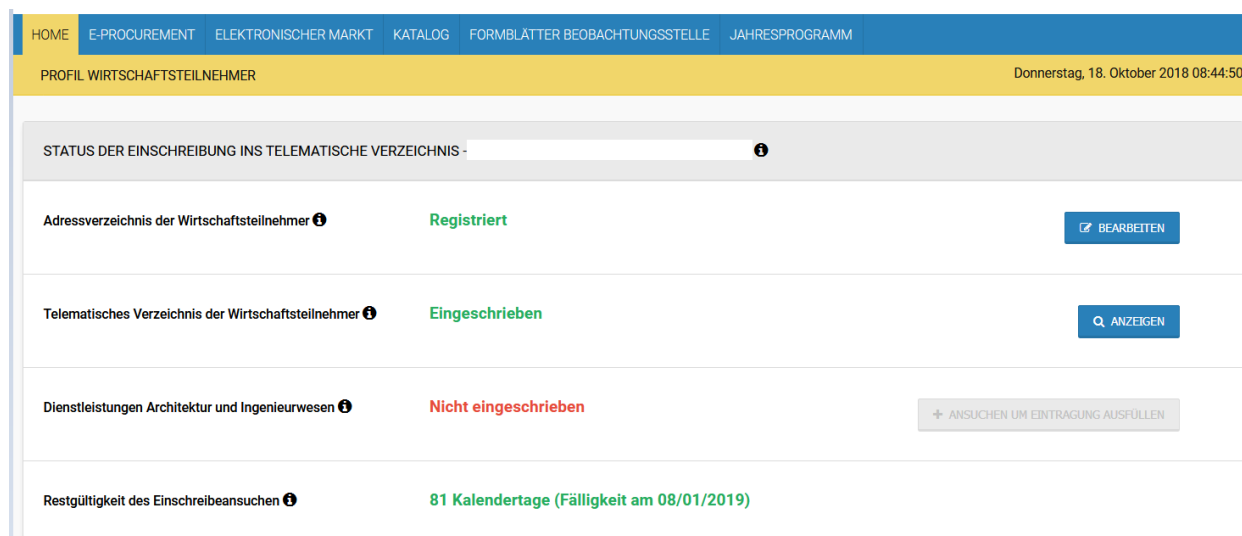 HOME E-PROCUREMENT ELEKTRONISCHER MARKT KATALOG FORMBLÄTTER BEOBACHTUNGSSTELLE JAHRESPROGRAMM
PROFIL WIRTSCHAFTSTEILNEHMER Donnerstag, 18. Oktober 2018 08:44:50
STATUS DER EINSCHREIBUNG INS TELEMATISCHE VERZEICHNIS -
Adressverzeichnis der Wirtschaftsteilnehmer Registriert BEARBEITEN
Telematisches Verzeichnis der Wirtschaftsteilnehmer Eingeschrieben ANZEIGEN
Dienstleistungen Architektur und Ingenieurwesen Nicht eingeschrieben + ANSUCHEN UM EINTRAGUNG AUSFÜLLEN
Restgültigkeit des Einschreibeansuchen 81 Kalendertage (Fälligkeit am 08/01/2019)